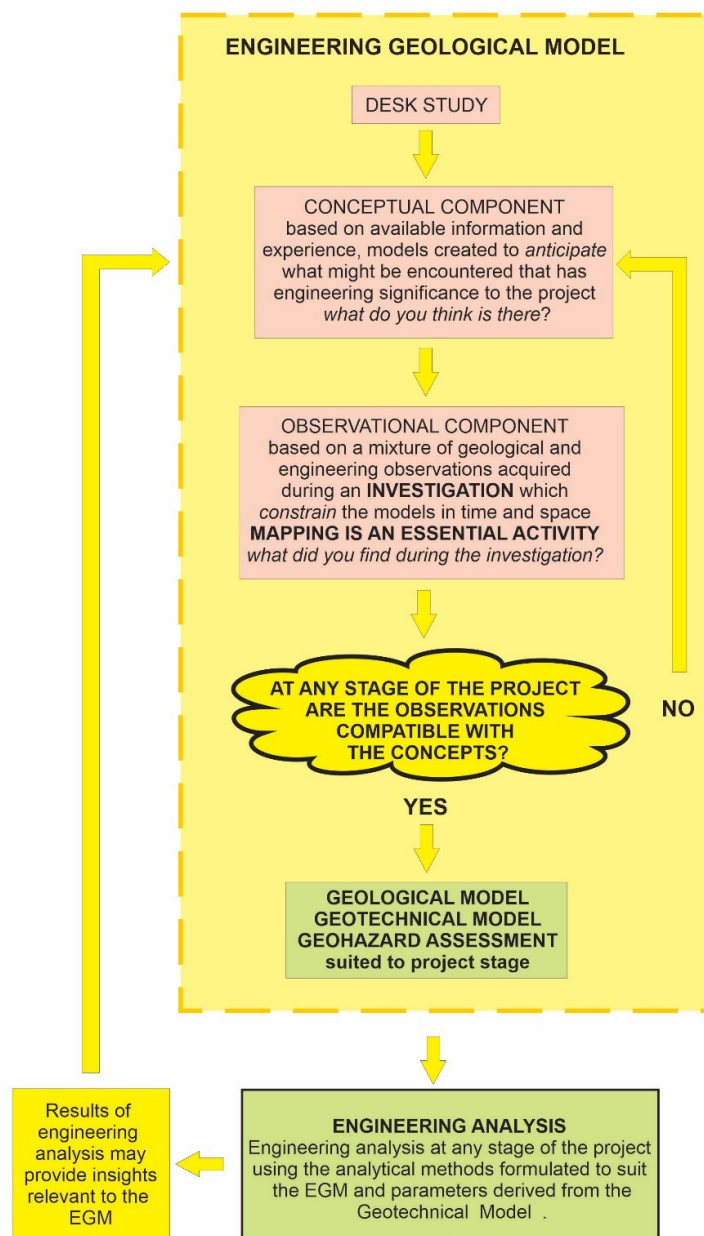 ENGINEERING GEOLOGICAL MODEL
DESK STUDY
CONCEPTUAL COMPONENT
based on available information and
experience, models created to anticipate
what might be encountered that has
engineering significance to the project
what do you think is there?
OBSERVATIONAL COMPONENT
based on a mixture of geological and
engineering observations acquired
during an INVESTIGATION which
constrain the models in time and space
MAPPING IS AN ESSENTIAL ACTIVITY
what did you find during the investigation?
AT ANY STAGE OF THE PROJECT
ARE THE OBSERVATIONS
COMPATIBLE WITH
THE CONCEPTS?
NO
YES
GEOLOGICAL MODEL
GEOTECHNICAL MODEL
GEOHAZARD ASSESSMENT
suited to project stage
ENGINEERING ANALYSIS
Engineering analysis at any stage of the project
using the analytical methods formulated to suit
the EGM and parameters derived from the
Geotechnical Model .
Results of
engineering
analysis may
provide insights
relevant to the
EGM